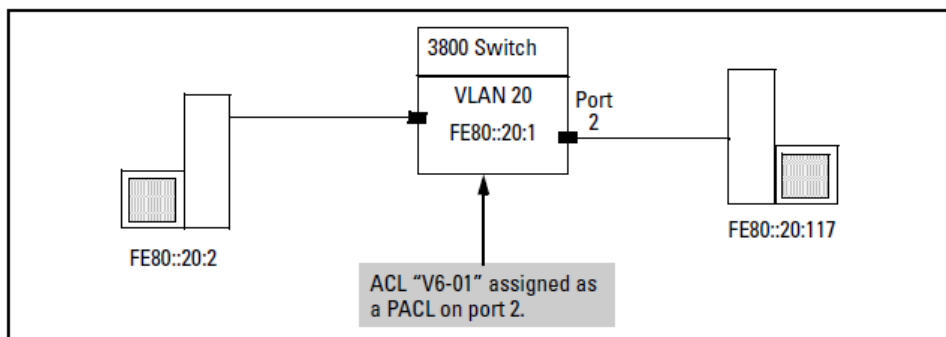 3800 Switch
VLAN 20
FE80::20:1
Port
2
FE80::20:2
FE80::20:117
ACL “V6-01” assigned as
a PACL on port 2.